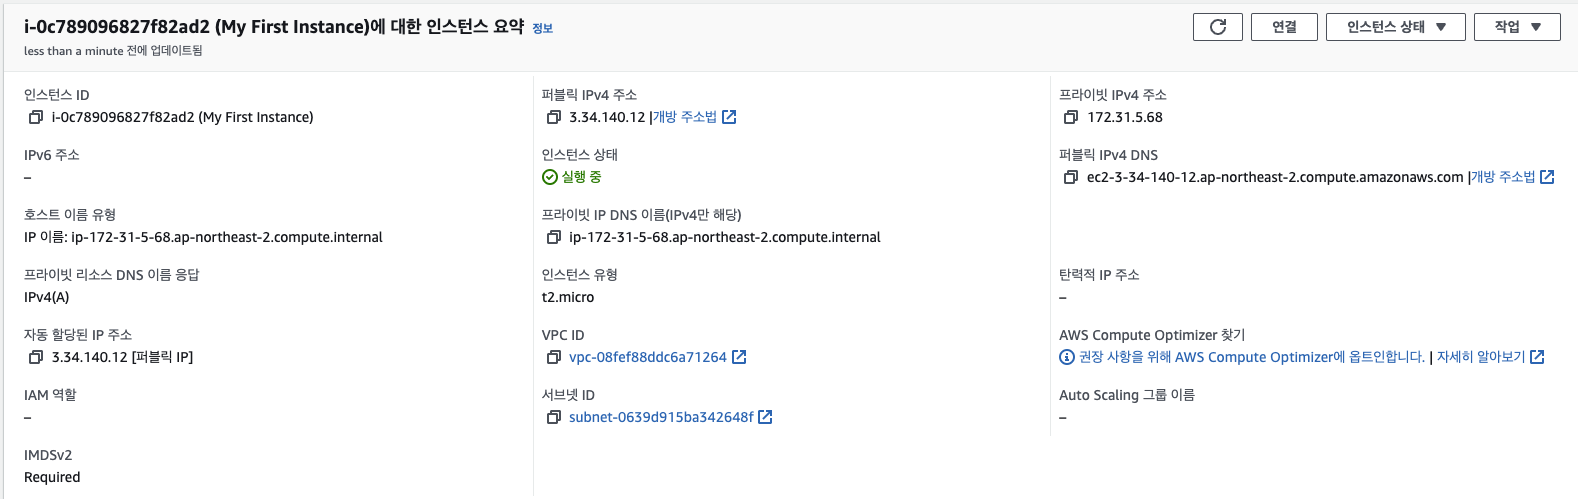 i-0c789096827f82ad2 (My First Instance)에 대한 인스턴스 요약 정보
less than a minute 전에 업데이트됨
연결
인스턴스 상태
작업
인스턴스 ID
i-0c789096827f82ad2 (My First Instance)
퍼블릭 IPv4 주소
3.34.140.12 |개방 주소법
프라이빗 IPv4 주소
172.31.5.68
IPv6 주소
–
인스턴스 상태
실행 중
퍼블릭 IPv4 DNS
ec2-3-34-140-12.ap-northeast-2.compute.amazonaws.com |개방 주소법
호스트 이름 유형
IP 이름: ip-172-31-5-68.ap-northeast-2.compute.internal
프라이빗 IP DNS 이름(IPv4만 해당)
ip-172-31-5-68.ap-northeast-2.compute.internal
프라이빗 리소스 DNS 이름 응답
IPv4(A)
인스턴스 유형
t2.micro
탄력적 IP 주소
–
자동 할당된 IP 주소
3.34.140.12 [퍼블릭 IP]
VPC ID
vpc-08fef88ddc6a71264
AWS Compute Optimizer 찾기
권장 사항을 위해 AWS Compute Optimizer에 옵트인합니다. | 자세히 알아보기
IAM 역할
–
서브넷 ID
subnet-0639d915ba342648f
Auto Scaling 그룹 이름
–
IMDSv2
Required